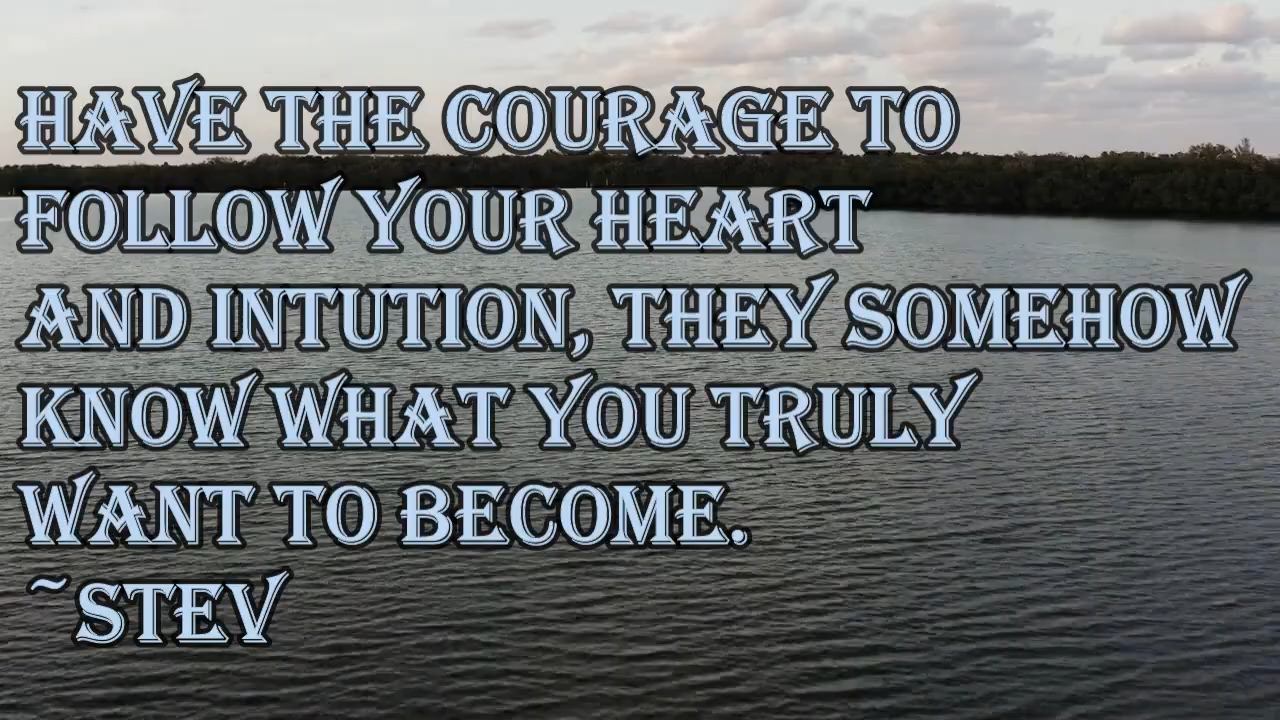 HAVE THE COURAGE TO
FOLLOW YOUR HEART
AND INTUTION, THEY SOMEHOW
KNOW WHAT YOU TRULY
WANT TO BECOME.
~STEV